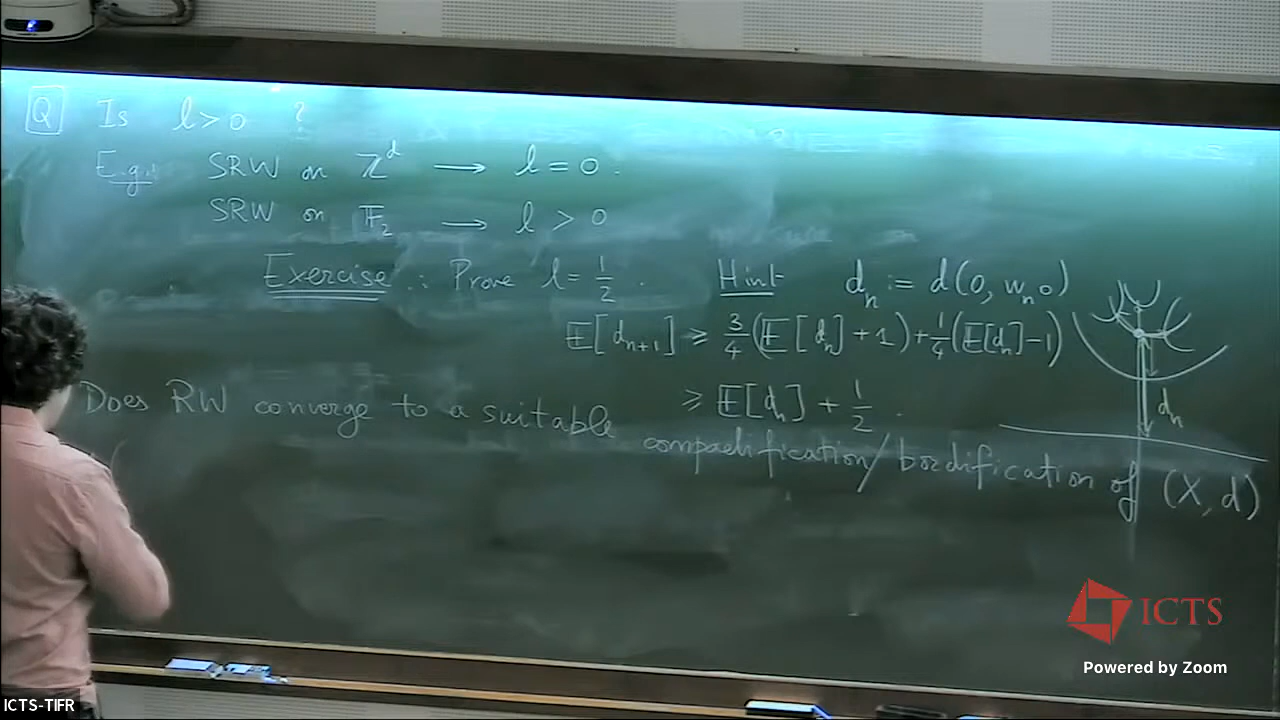 Q Is l > 0 ?
E.g. SRW on ℤ^d → l = 0.
SRW on 𝔽_2 → l > 0
Exercise : Prove l = 1/2. Hint d_n := d(o, w_n o)
𝔼[d_{n+1}] ≥ 3/4 (𝔼[d_n] + 1) + 1/4 (𝔼[d_n] - 1)
≥ 𝔼[d_n] + 1/2.
d_n
Does RW converge to a suitable compactification/bordification of (X, d)
ICTS
Powered by Zoom
ICTS-TIFR